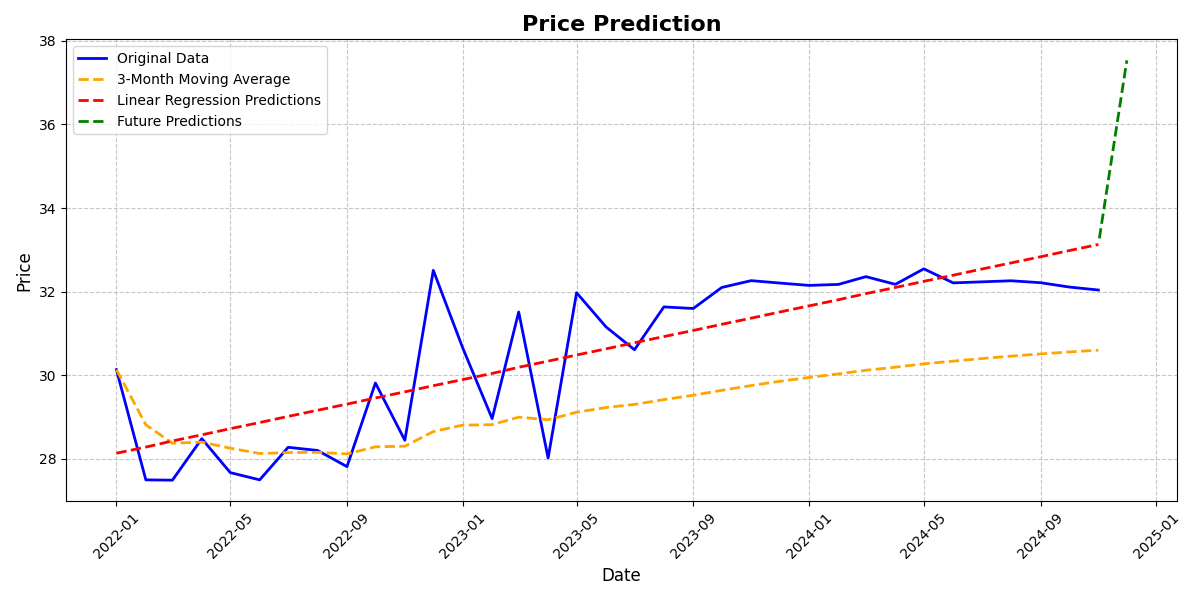 Price Prediction
Original Data
3-Month Moving Average
Linear Regression Predictions
Future Predictions
38
36
34
32
30
28
Price
2022-01
2022-05
2022-09
2023-01
2023-05
2023-09
2024-01
2024-05
2024-09
2025-01
Date